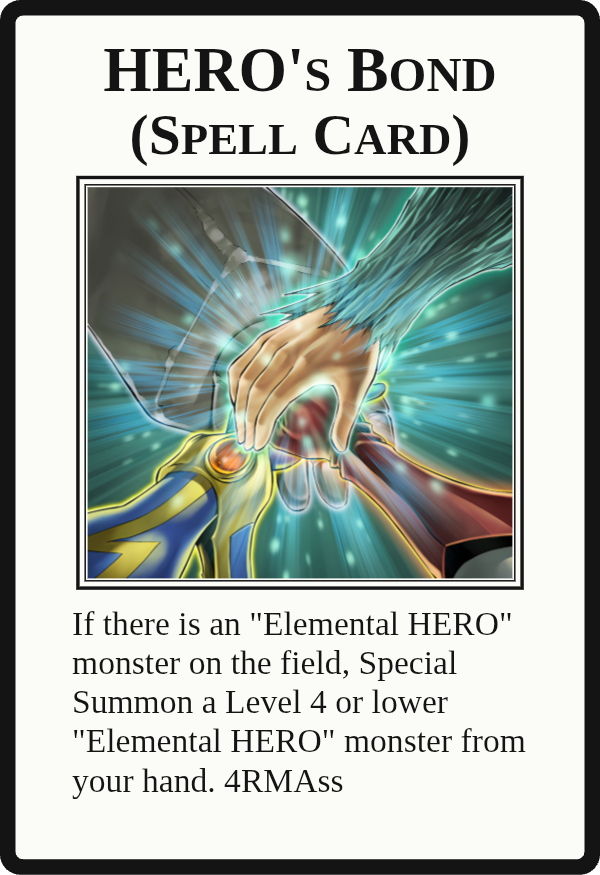 HERO's Bond
(Spell Card)
If there is an "Elemental HERO"
monster on the field, Special
Summon a Level 4 or lower
"Elemental HERO" monster from
your hand. 4RMAss